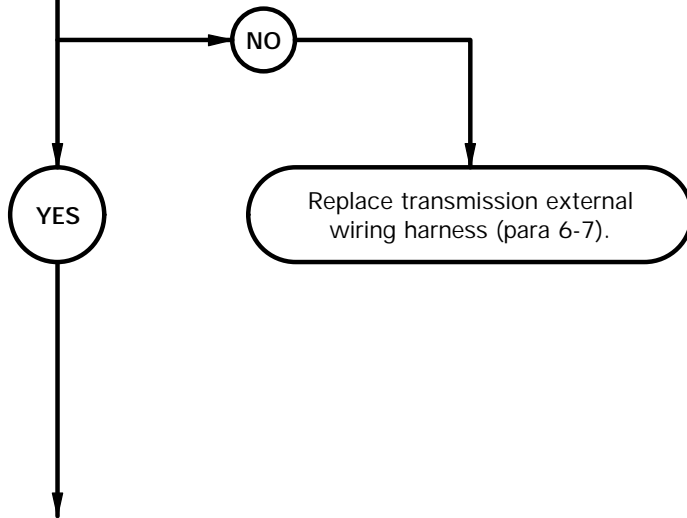 NO
YES
Replace transmission external
wiring harness (para 6-7).